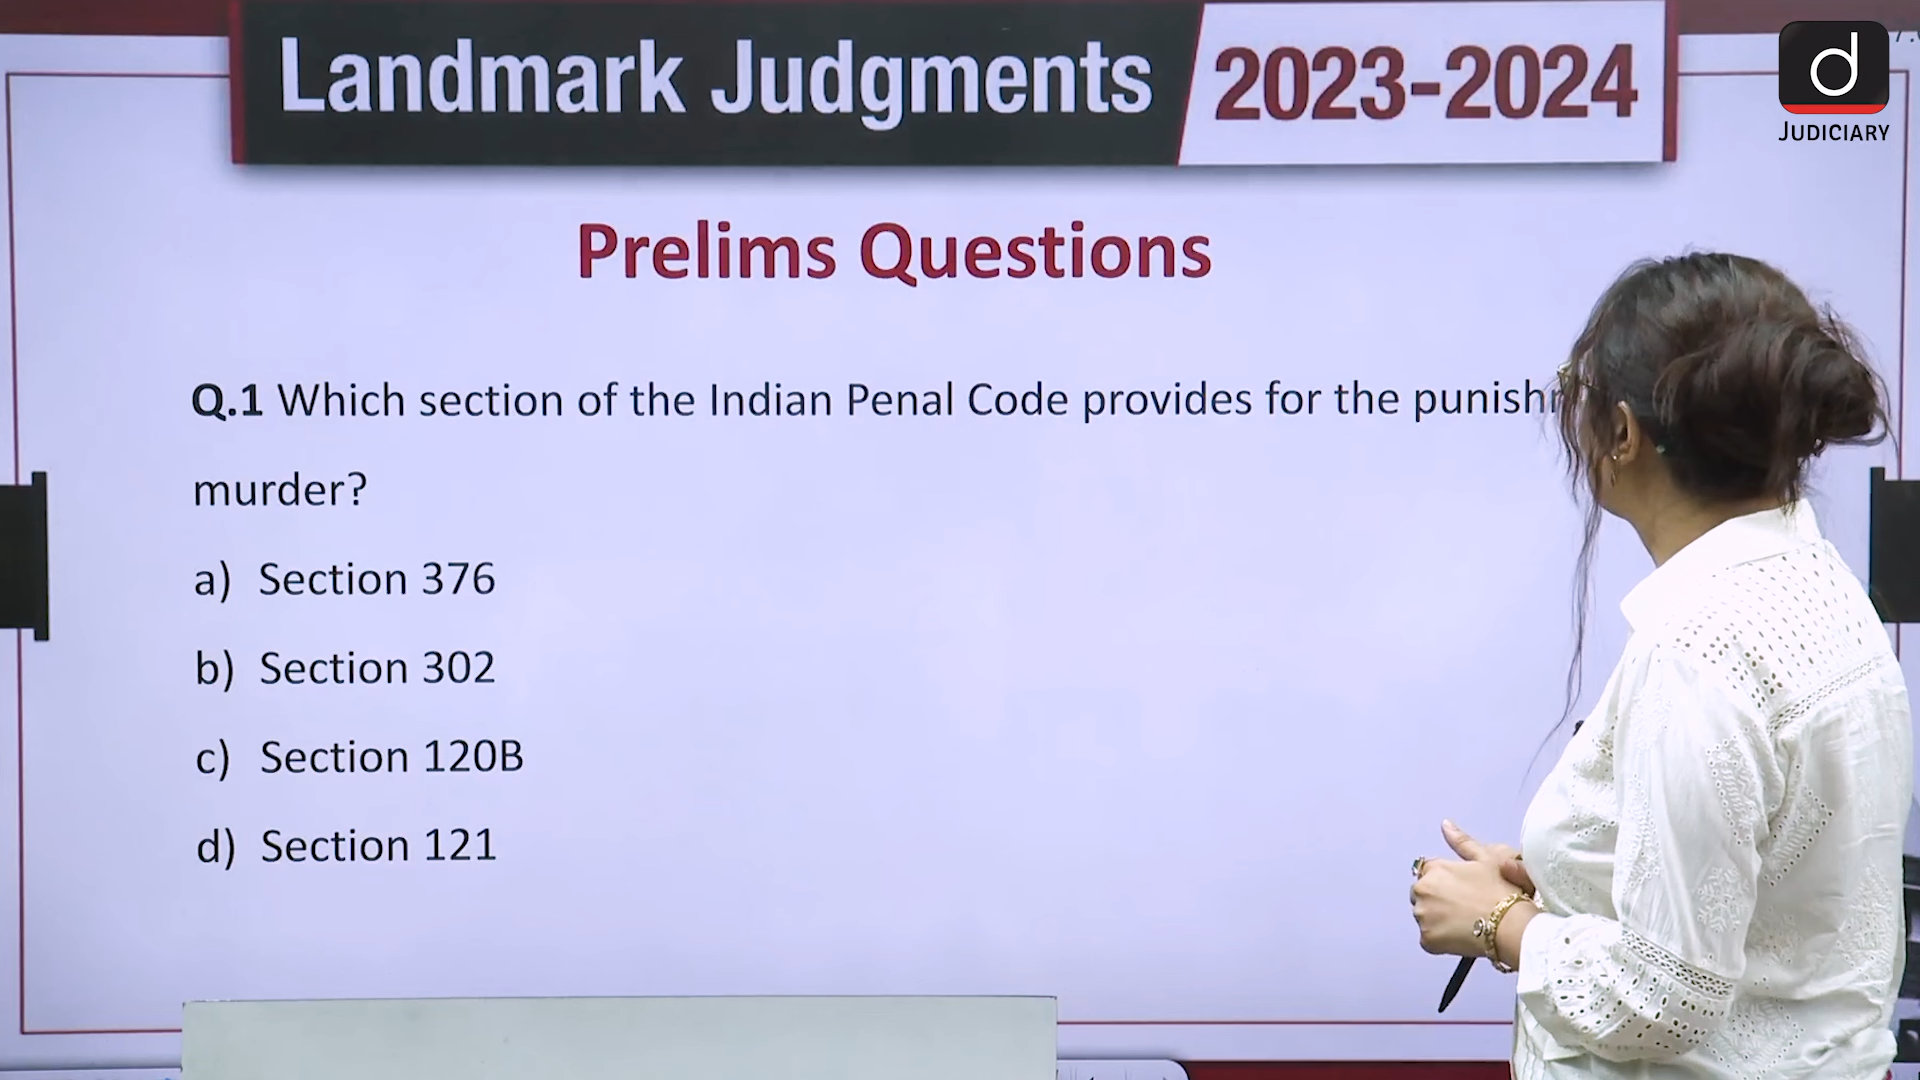 Landmark Judgments 2023-2024
d
JUDICIARY
Prelims Questions
Q.1 Which section of the Indian Penal Code provides for the
murder?
a) Section 376
b) Section 302
c) Section 120B
d) Section 121